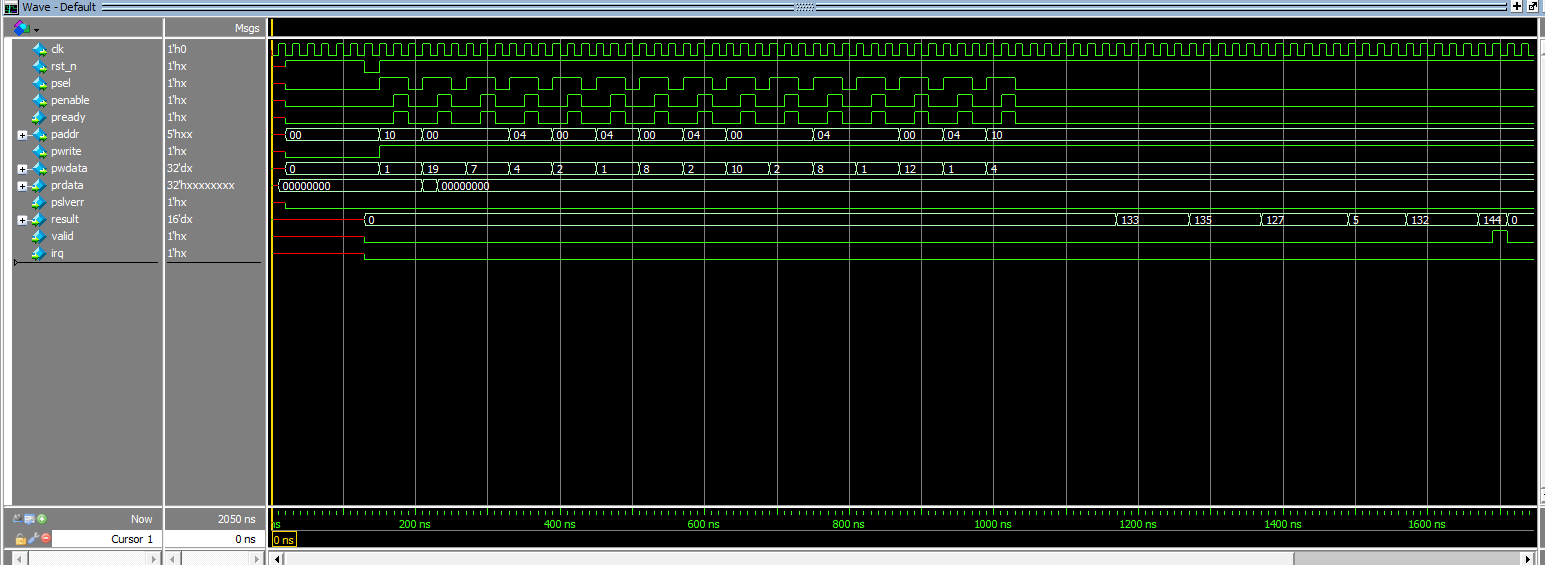 Wave - Default
Msgs
clk 1'h0
rst_n 1'hx
psel 1'hx
penable 1'hx
pready 1'hx
paddr 5'hxx 00 10 00 04 00 04 00 04 00 04 00 04 10
pwrite 1'hx
pwdata 32'dx 0 1 19 7 4 2 1 8 2 10 2 8 1 12 1 4
prdata 32'hxxxxxxxx 00000000 00000000
pslverr 1'hx
result 16'dx 0 133 135 127 5 132 144 0
valid 1'hx
irq 1'hx
Now 2050 ns ns 200 ns 400 ns 600 ns 800 ns 1000 ns 1200 ns 1400 ns 1600 ns
Cursor 1 0 ns 0 ns